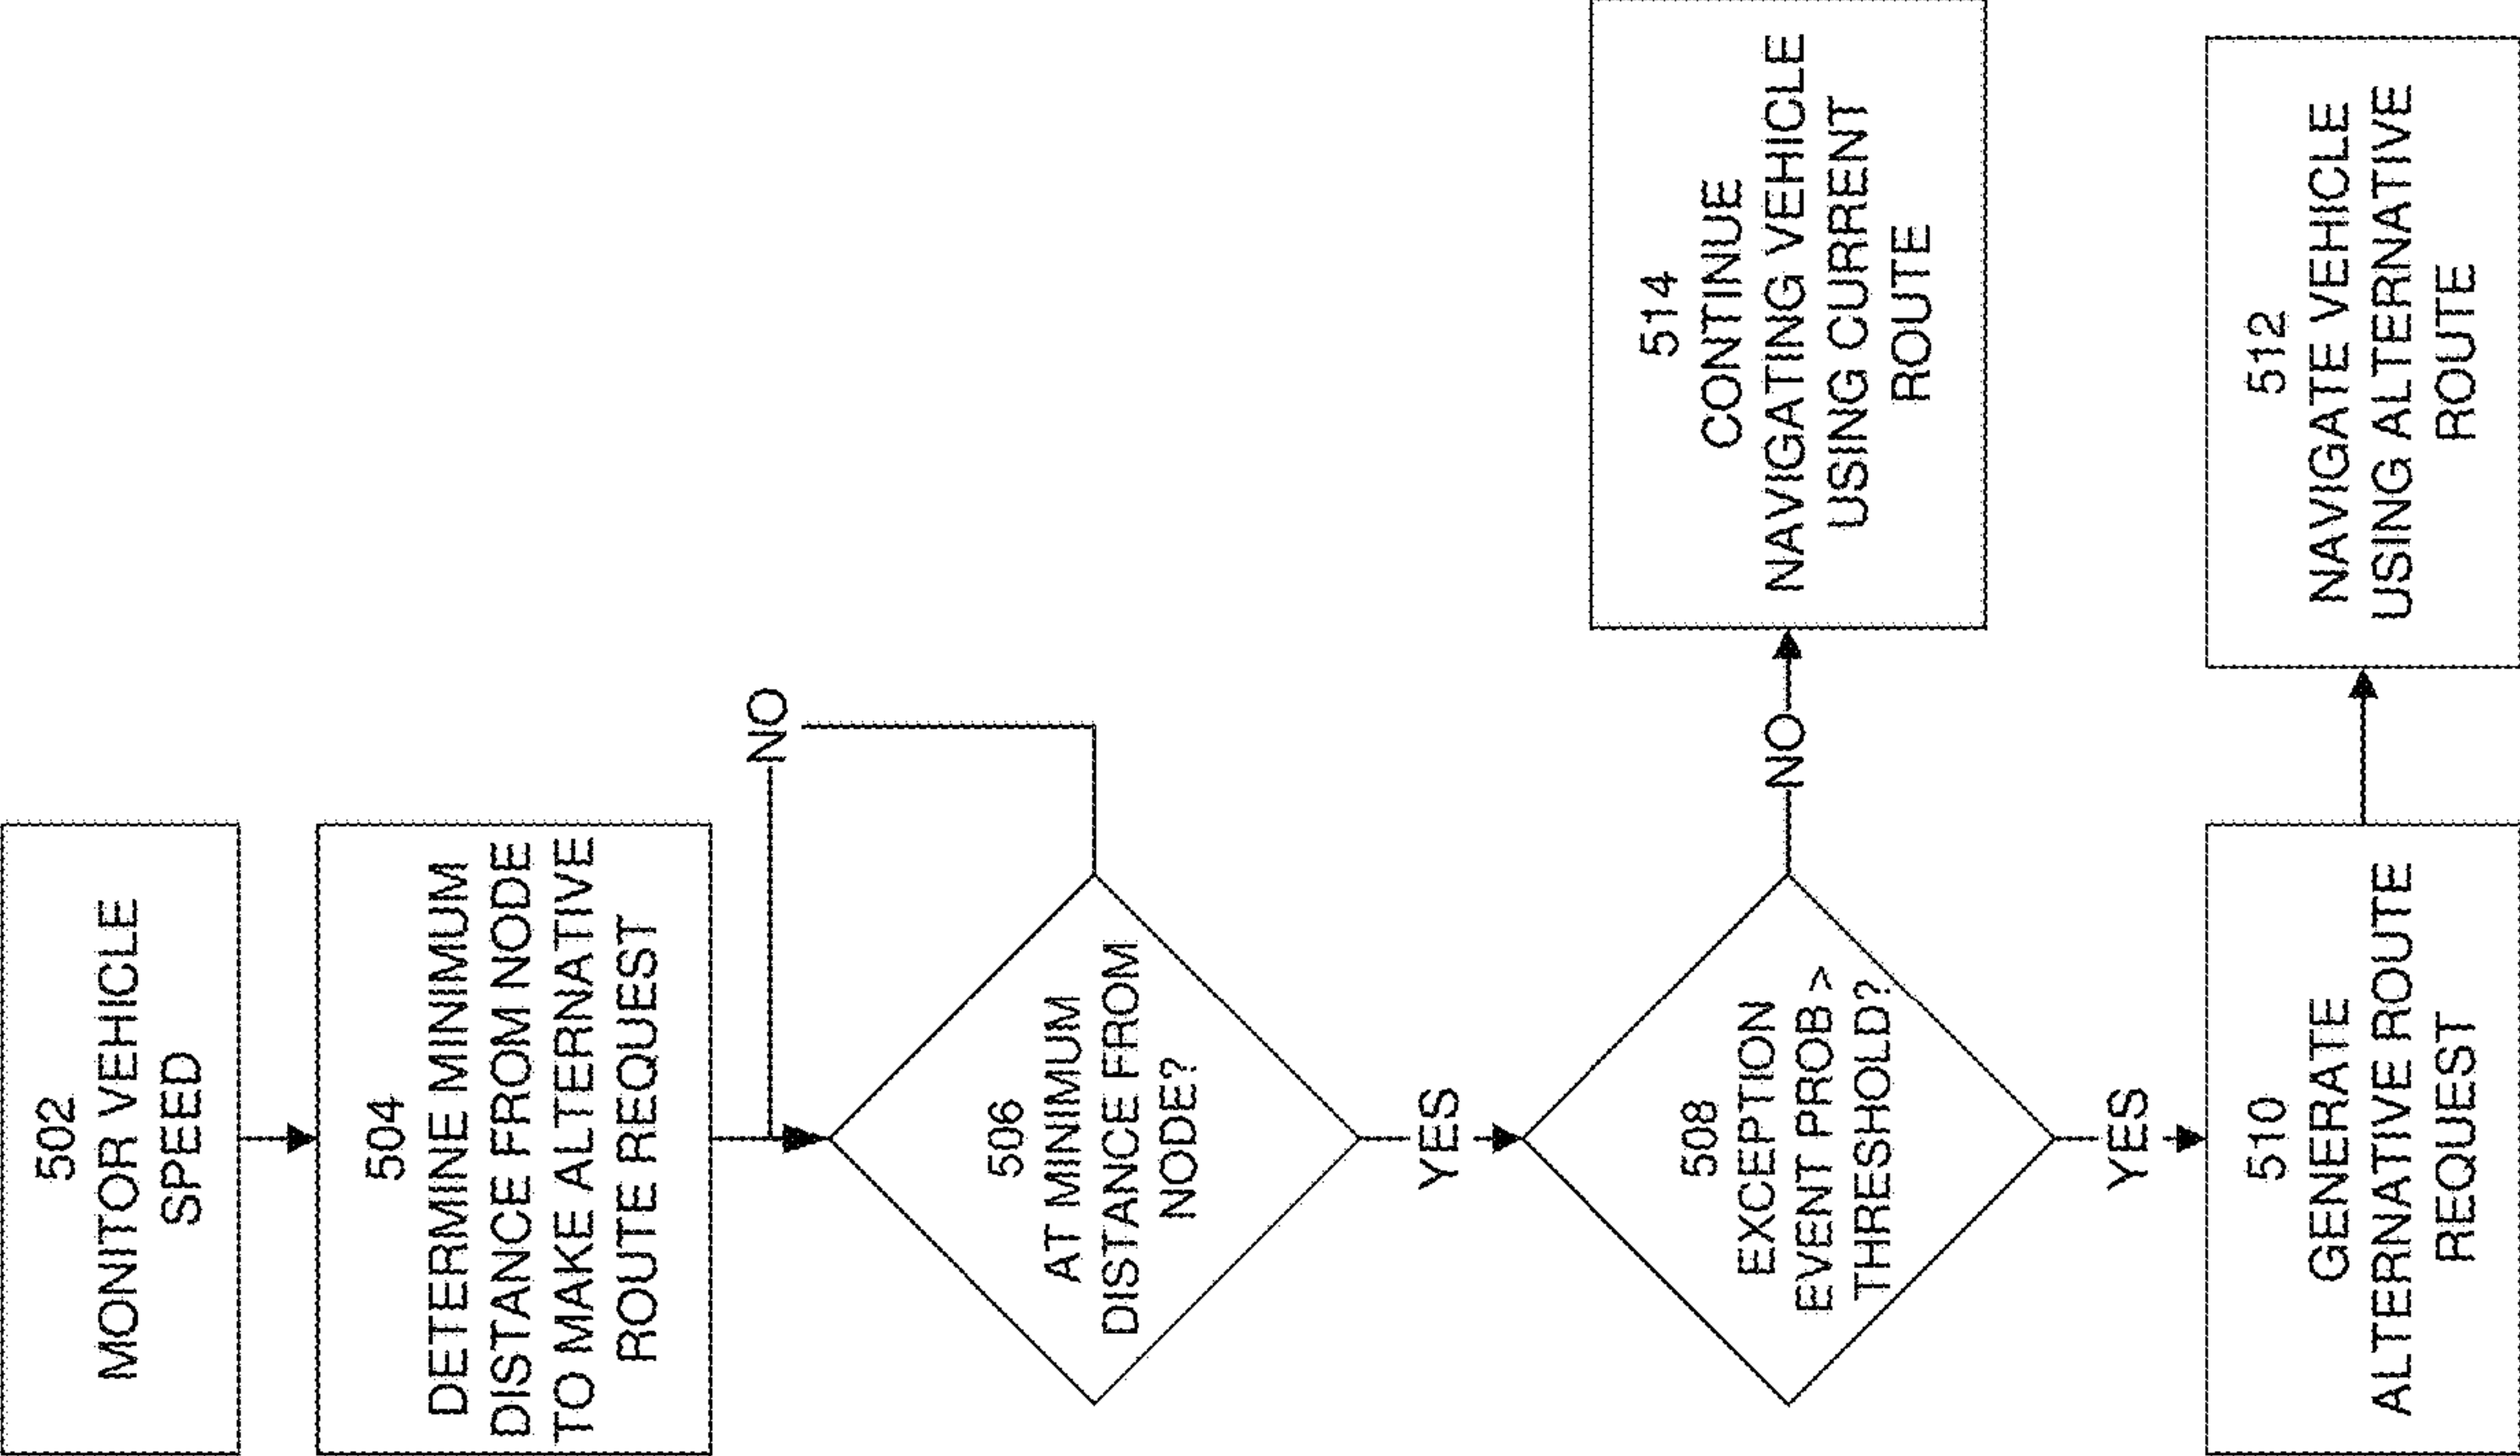 502
MONITOR VEHICLE
SPEED
504
DETERMINE MINIMUM
DISTANCE FROM NODE
TO MAKE ALTERNATIVE
ROUTE REQUEST
NO
506
AT MINIMUM
DISTANCE FROM
NODE?
YES
508
EXCEPTION
EVENT PROB >
THRESHOLD?
NO
514
CONTINUE
NAVIGATING VEHICLE
USING CURRENT
ROUTE
YES
510
GENERATE
ALTERNATIVE ROUTE
REQUEST
512
NAVIGATE VEHICLE
USING ALTERNATIVE
ROUTE